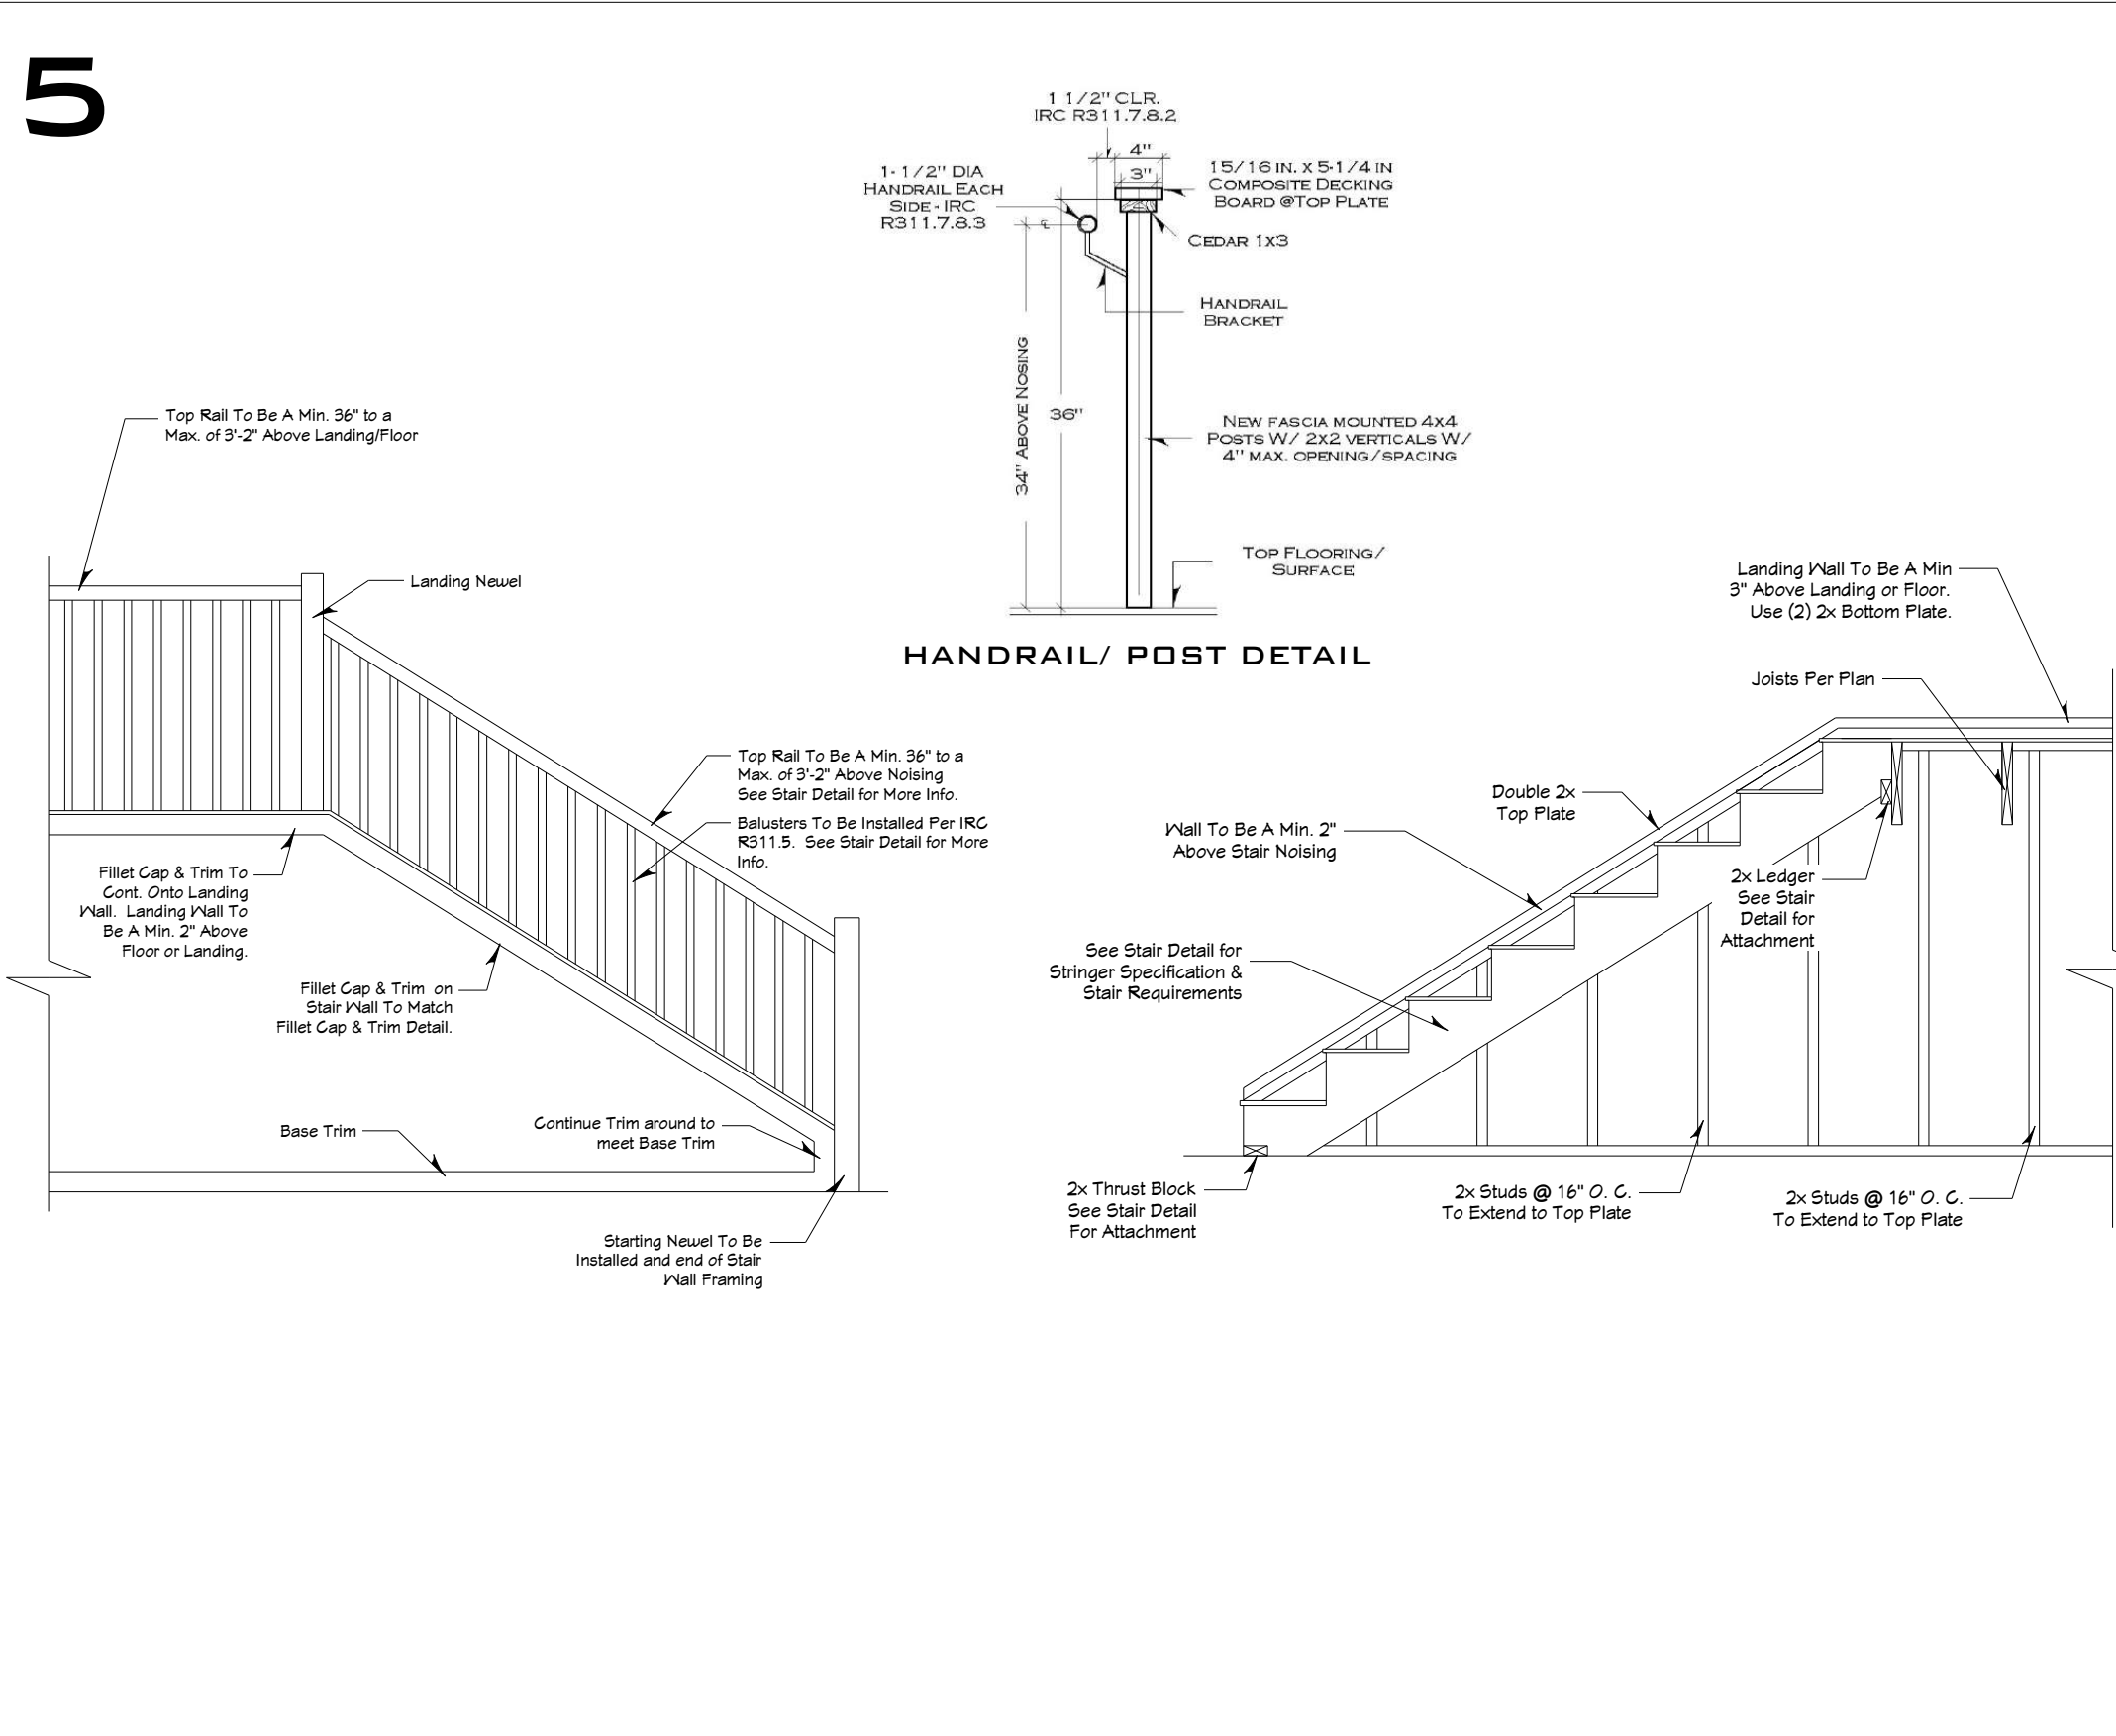 5
1 1/2" CLR.
IRC R311.7.8.2
4"
3"
1-1/2" DIA
HANDRAIL EACH
SIDE - IRC
R311.7.8.3
15/16 IN. X 5-1/4 IN
COMPOSITE DECKING
BOARD @TOP PLATE
CEDAR 1X3
HANDRAIL
BRACKET
34" ABOVE NOSING
36"
NEW FASCIA MOUNTED 4X4
POSTS W/ 2X2 VERTICALS W/
4" MAX. OPENING/SPACING
TOP FLOORING/
SURFACE
HANDRAIL/ POST DETAIL
Top Rail To Be A Min. 36" to a
Max. of 3'-2" Above Landing/Floor
Landing Newel
Top Rail To Be A Min. 36" to a
Max. of 3'-2" Above Noising
See Stair Detail for More Info.
Balusters To Be Installed Per IRC
R311.5. See Stair Detail for More
Info.
Fillet Cap & Trim To
Cont. Onto Landing
Wall. Landing Wall To
Be A Min. 2" Above
Floor or Landing.
Fillet Cap & Trim on
Stair Wall To Match
Fillet Cap & Trim Detail.
Base Trim
Continue Trim around to
meet Base Trim
Starting Newel To Be
Installed and end of Stair
Wall Framing
Landing Wall To Be A Min
3" Above Landing or Floor.
Use (2) 2x Bottom Plate.
Joists Per Plan
Double 2x
Top Plate
Wall To Be A Min. 2"
Above Stair Noising
2x Ledger
See Stair
Detail for
Attachment
See Stair Detail for
Stringer Specification &
Stair Requirements
2x Thrust Block
See Stair Detail
For Attachment
2x Studs @ 16" O. C.
To Extend to Top Plate
2x Studs @ 16" O. C.
To Extend to Top Plate